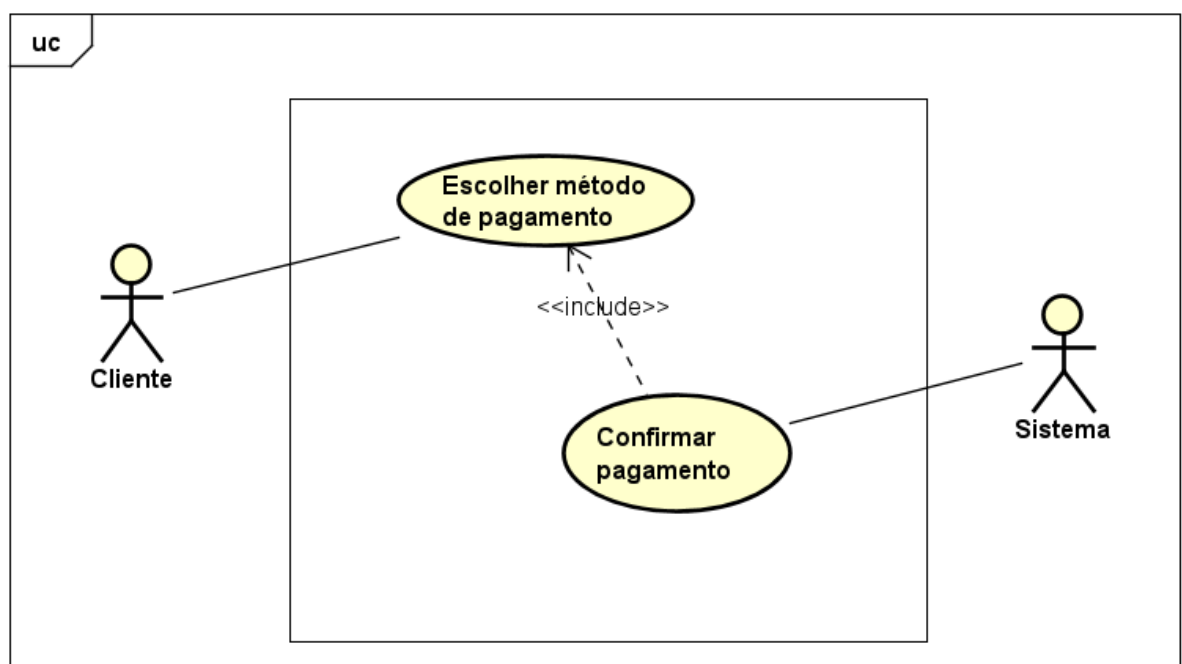 uc
Escolher método
de pagamento
<<include>>
Cliente
Confirmar
pagamento
Sistema